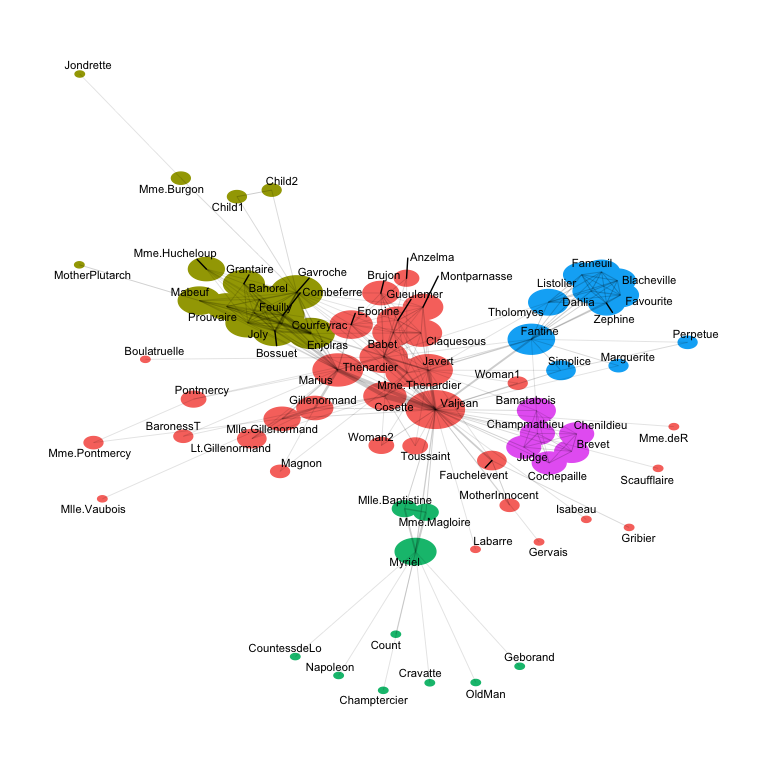 Jondrette
Mme.Burgon
Child2
Child1
Mme.Hucheloup
Anzelma
MotherPlutarch
Grantaire
Gavroche
Brujon
Montparnasse
Fameuil
Mabeuf
Bahorel
Combeferre
Gueulemer
Listolier
Blacheville
Feuilly
Eponine
Dahlia
Favourite
Prouvaire
Courfeyrac
Tholomyes
Zephine
Joly
Claquesous
Fantine
Perpetue
Boulatruelle
Bossuet
Enjolras
Babet
Javert
Simplice
Marguerite
Thenardier
Woman1
Marius
Mme.Thenardier
Pontmercy
Gillenormand
Cosette
Valjean
Bamatabois
BaronessT
Mlle.Gillenormand
Champmathieu
Chenildieu
Mme.Pontmercy
Lt.Gillenormand
Woman2
Toussaint
Judge
Brevet
Mme.deR
Magnon
Fauchelevent
Cochepaille
Scaufflaire
Mlle.Vaubois
Mlle.Baptistine
MotherInnocent
Isabeau
Mme.Magloire
Gribier
Labarre
Gervais
Myriel
CountessdeLo
Count
Geborand
Napoleon
Cravatte
Champtercier
OldMan